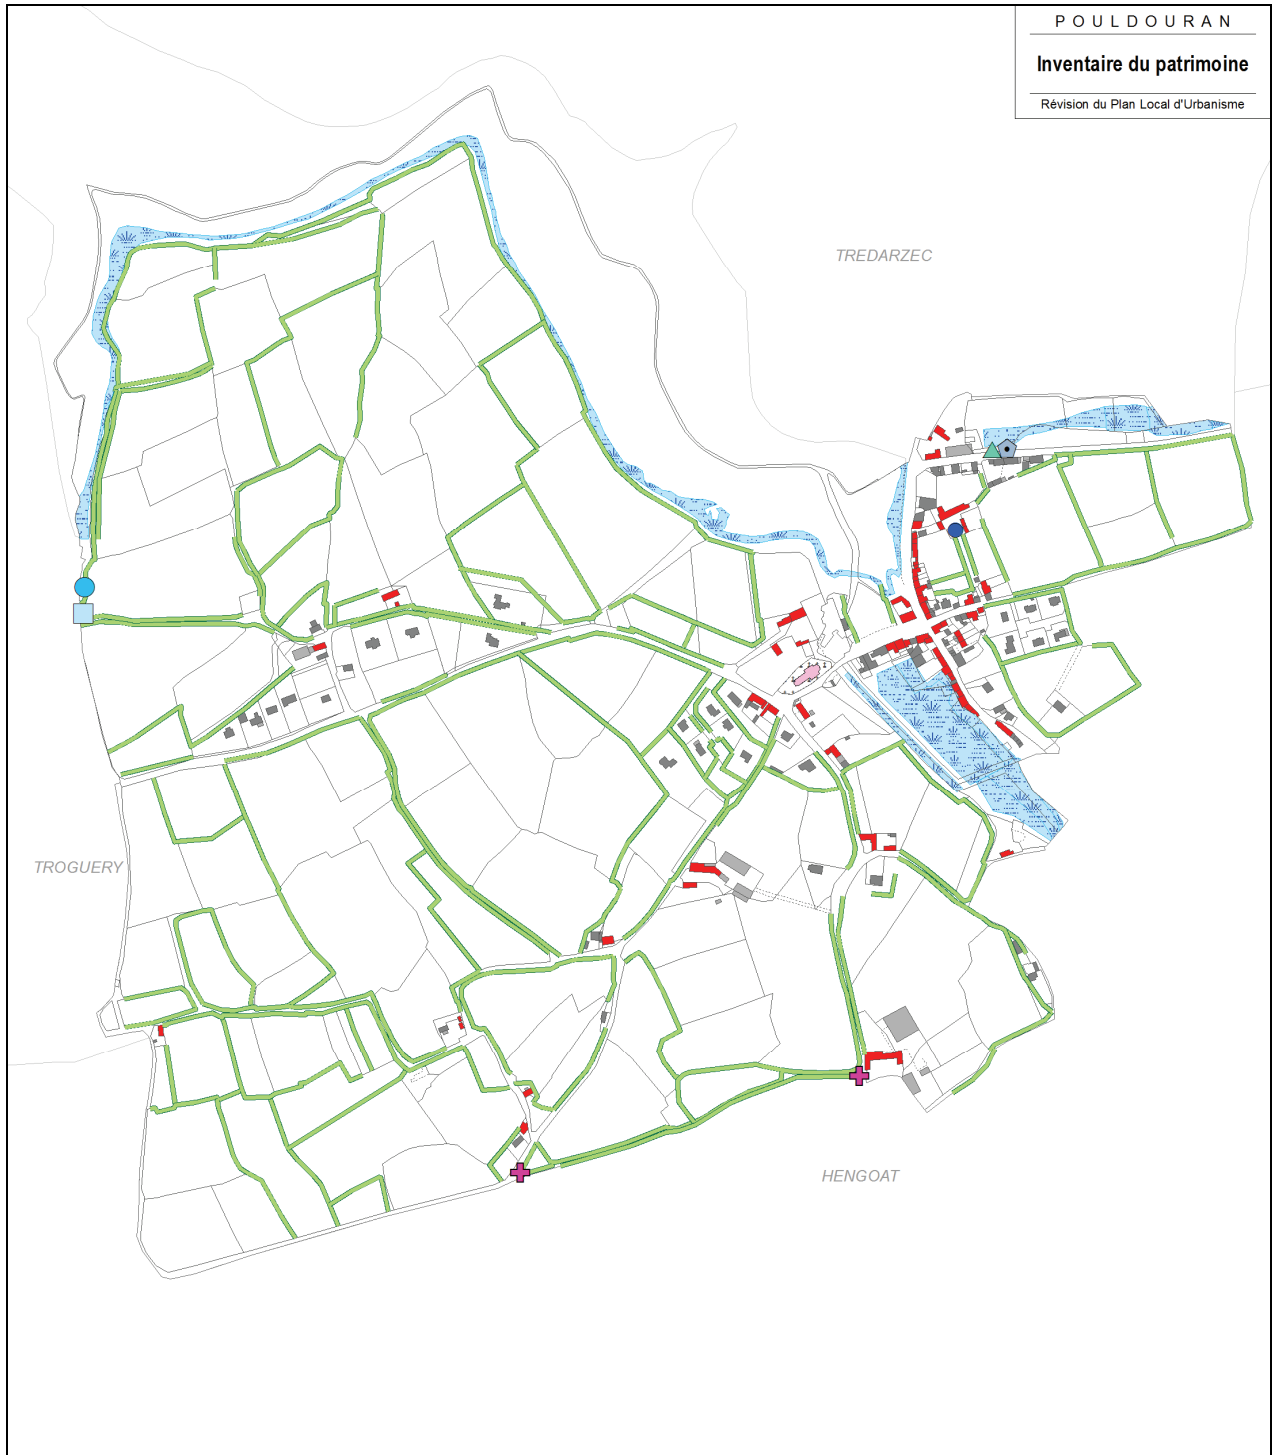 POULDOURAN
Inventaire du patrimoine
Révision du Plan Local d'Urbanisme
TREDARZEC
TROGUERY
HENGOAT